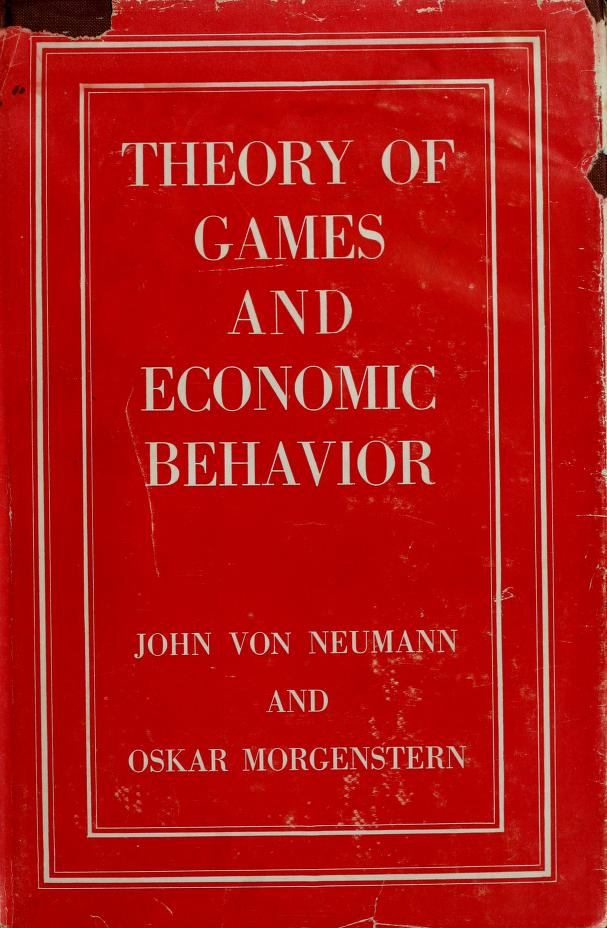 THEORY OF
GAMES
AND
ECONOMIC
BEHAVIOR
JOHN VON NEUMANN
AND
OSKAR MORGENSTERN